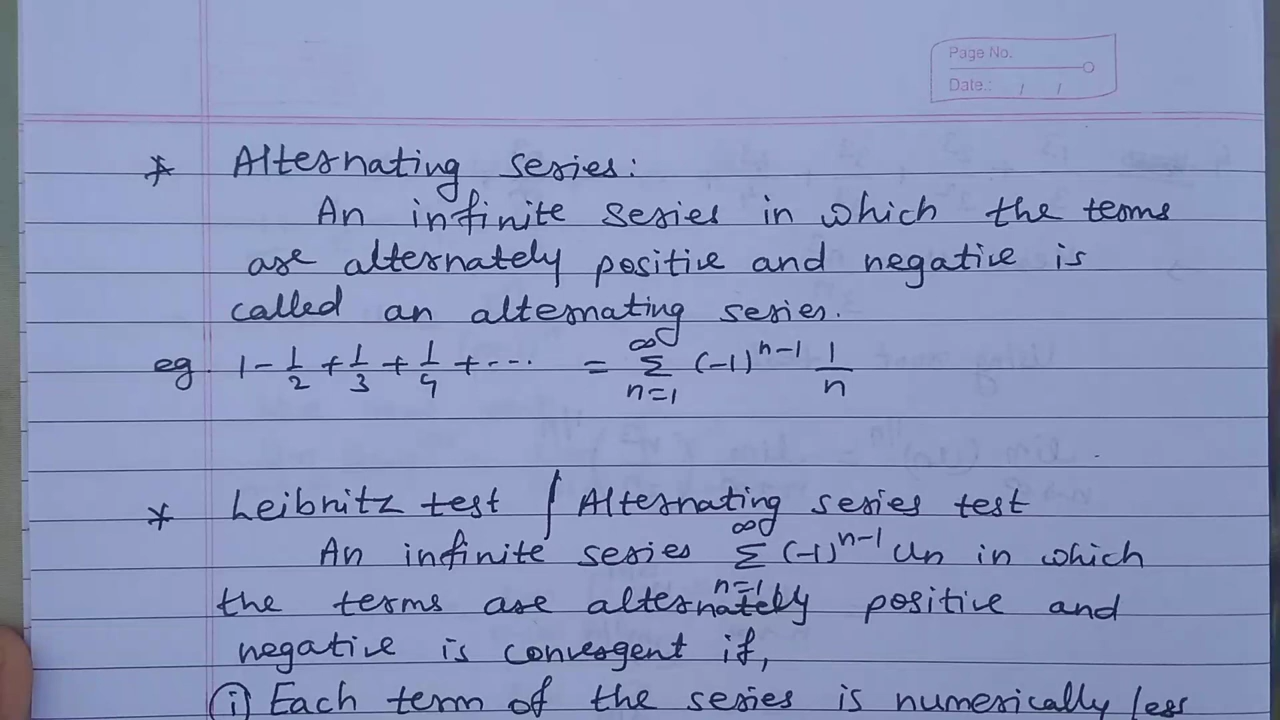 Page No.
Date.: / /
* Alternating series:
An infinite series in which the terms
are alternately positive and negative is
called an alternating series.
eg. 1 - 1/2 + 1/3 + 1/4 + ... = ∞ Σ n=1 (-1)^n-1 1/n
* Leibnitz test / Alternating series test
An infinite series ∞ Σ n=1 (-1)^n-1 Un in which
the terms are alternately positive and
negative is convergent if,
(i) Each term of the series is numerically less